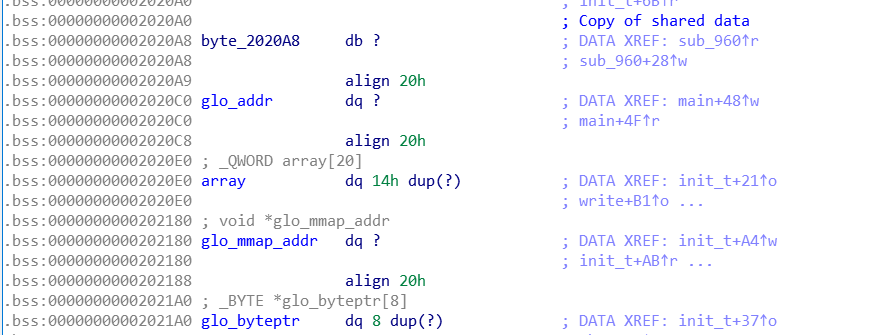 .bss:00000000002020A0 ; init_t+6B↑r
.bss:00000000002020A0 ; Copy of shared data
.bss:00000000002020A8 byte_2020A8 db ? ; DATA XREF: sub_960↑r
.bss:00000000002020A8 ; sub_960+28↑w
.bss:00000000002020A9 align 20h
.bss:00000000002020C0 glo_addr dq ? ; DATA XREF: main+48↑w
.bss:00000000002020C0 ; main+4F↑r
.bss:00000000002020C8 align 20h
.bss:00000000002020E0 ; _QWORD array[20]
.bss:00000000002020E0 array dq 14h dup(?) ; DATA XREF: init_t+21↑o
.bss:00000000002020E0 ; write+B1↑o ...
.bss:0000000000202180 ; void *glo_mmap_addr
.bss:0000000000202180 glo_mmap_addr dq ? ; DATA XREF: init_t+A4↑w
.bss:0000000000202180 ; init_t+AB↑r ...
.bss:0000000000202188 align 20h
.bss:00000000002021A0 ; _BYTE *glo_byteptr[8]
.bss:00000000002021A0 glo_byteptr dq 8 dup(?) ; DATA XREF: init_t+37↑o